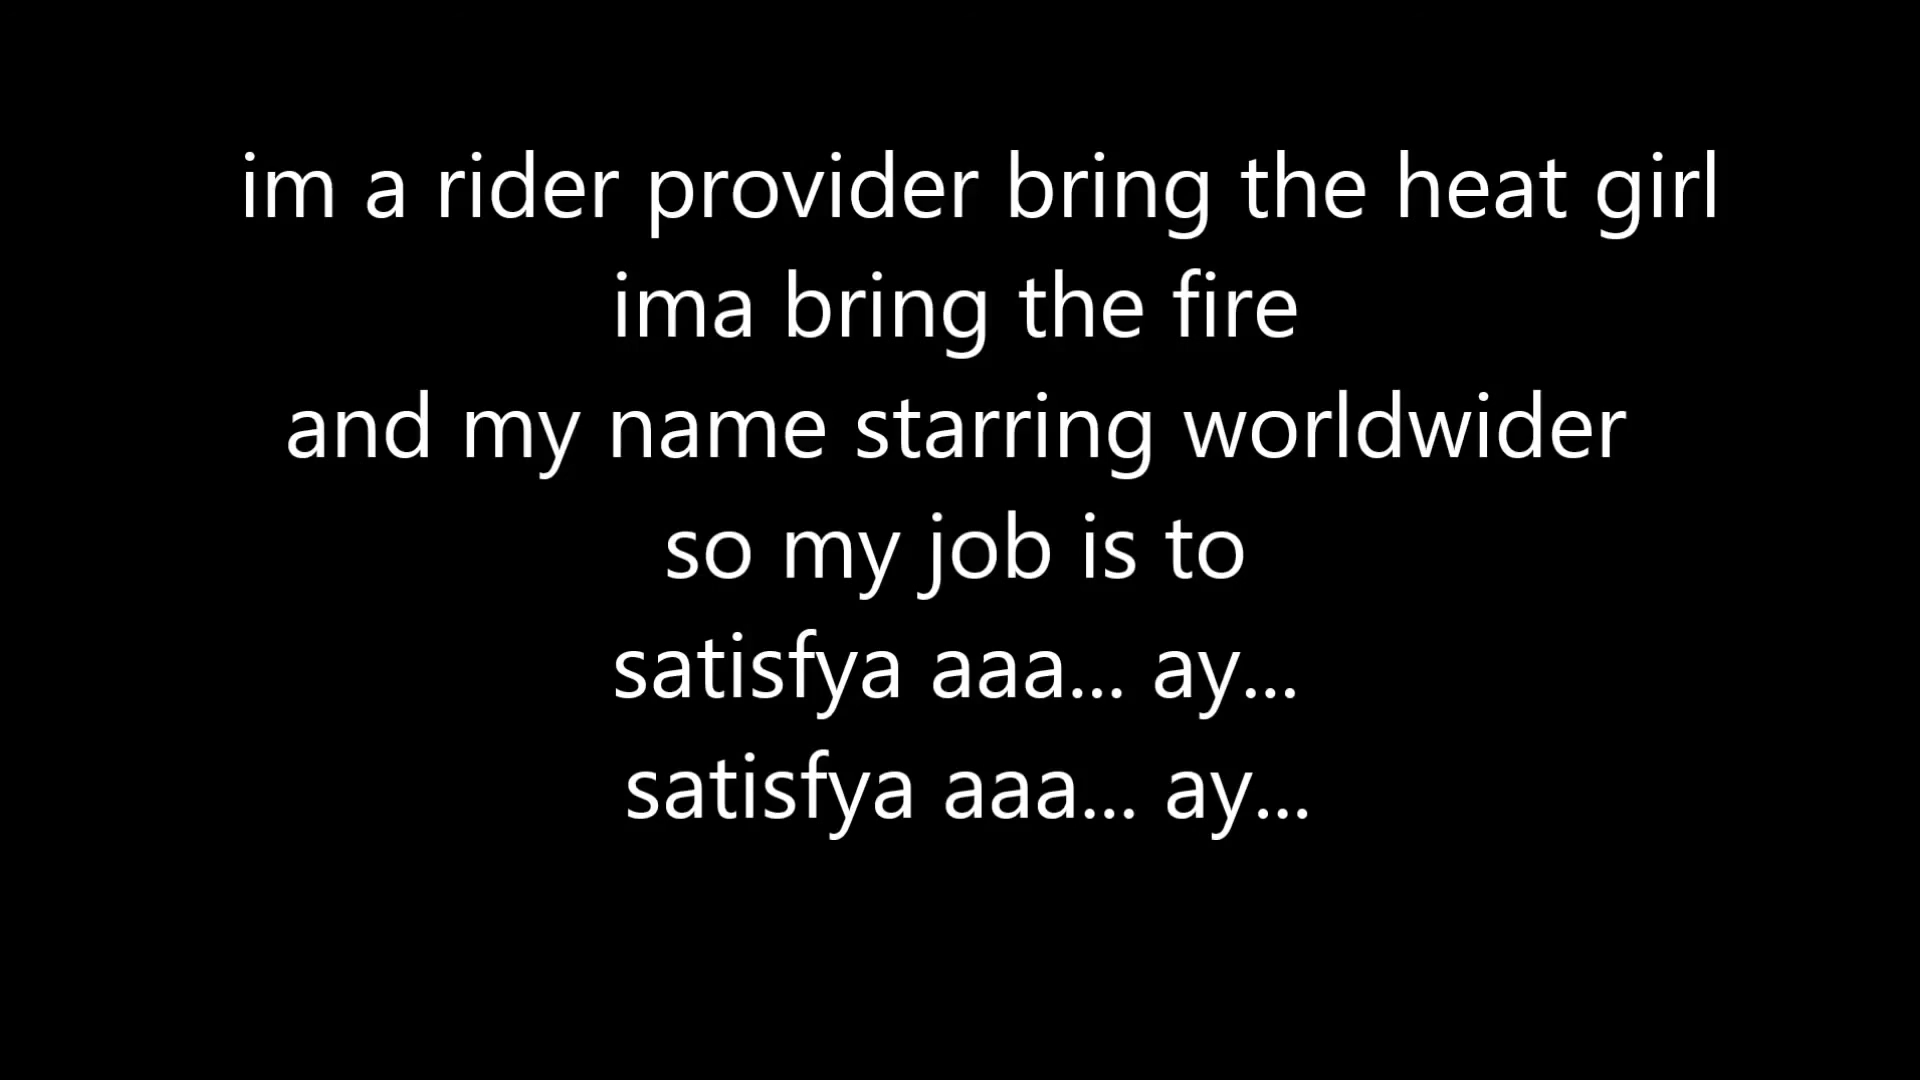 im a rider provider bring the heat girl
ima bring the fire
and my name starring worldwider
so my job is to
satisfya aaa... ay...
satisfya aaa... ay...